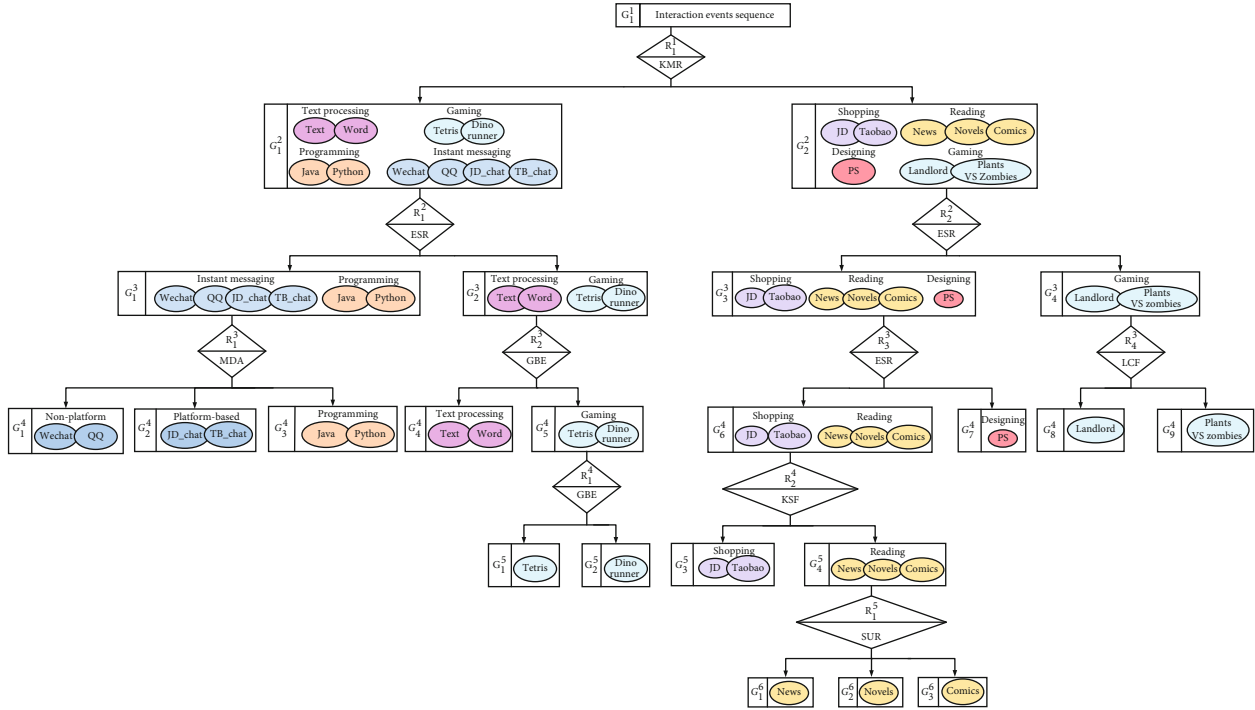 G₁¹ Interaction events sequence
R₁¹
KMR
G₁²
Text processing
Text Word
Gaming
Tetris Dino runner
Programming
Java Python
Instant messaging
Wechat QQ JD_chat TB_chat
G₂²
Shopping
JD Taobao
Reading
News Novels Comics
Designing
PS
Gaming
Landlord Plants VS Zombies
R₁²
ESR
R₂²
ESR
G₁³
Instant messaging
Wechat QQ JD_chat TB_chat
Programming
Java Python
G₂³
Text processing
Text Word
Gaming
Tetris Dino runner
G₃³
Shopping
JD Taobao
Reading
News Novels Comics
Designing
PS
G₄³
Gaming
Landlord Plants VS zombies
R₁³
MDA
R₂³
GBE
R₃³
ESR
R₄³
LCF
G₁⁴
Non-platform
Wechat QQ
G₂⁴
Platform-based
JD_chat TB_chat
G₃⁴
Programming
Java Python
G₄⁴
Text processing
Text Word
G₅⁴
Gaming
Tetris Dino runner
G₆⁴
Shopping
JD Taobao
Reading
News Novels Comics
G₇⁴
Designing
PS
G₈⁴
Landlord
G₉⁴
Plants VS zombies
R₁⁴
GBE
R₂⁴
KSF
G₁⁵
Tetris
G₂⁵
Dino runner
G₃⁵
Shopping
JD Taobao
G₄⁵
Reading
News Novels Comics
R₁⁵
SUR
G₁⁶
News
G₂⁶
Novels
G₃⁶
Comics